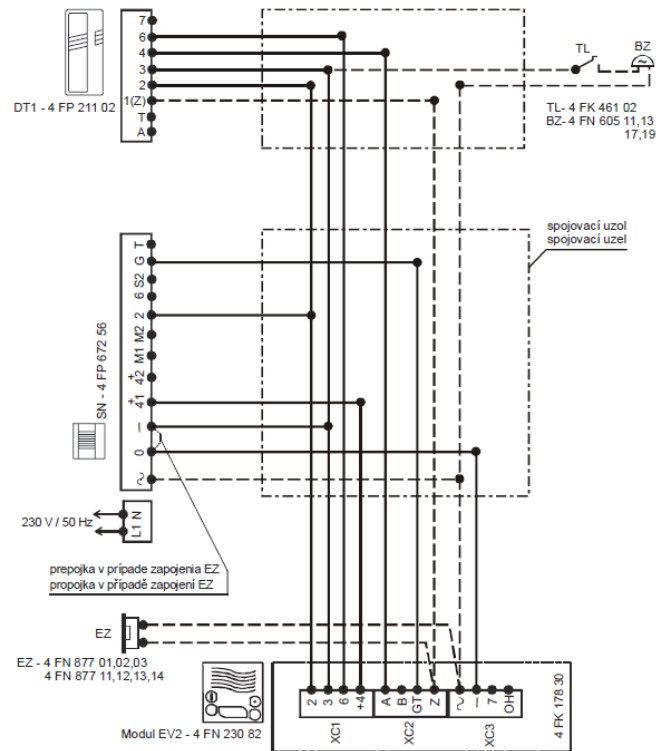 7
6
4
3
2
1(Z)
T
A
DT1 - 4 FP 211 02
TL
BZ
TL- 4 FK 461 02
BZ- 4 FN 605 11,13
17,19
spojovací uzol
spojovací uzel
T
G
S2
6
2
M2
M1
+
42
+
41
—
0
~
SN - 4 FP 672 56
L1 N
230 V / 50 Hz
prepojka v prípade zapojenia EZ
propojka v případě zapojení EZ
EZ
EZ - 4 FN 877 01,02,03
4 FN 877 11,12,13,14
Modul EV2 - 4 FN 230 82
2 3 6 +4 A B GT Z ~ — 7 OH
XC1 XC2 XC3
4 FK 178 30